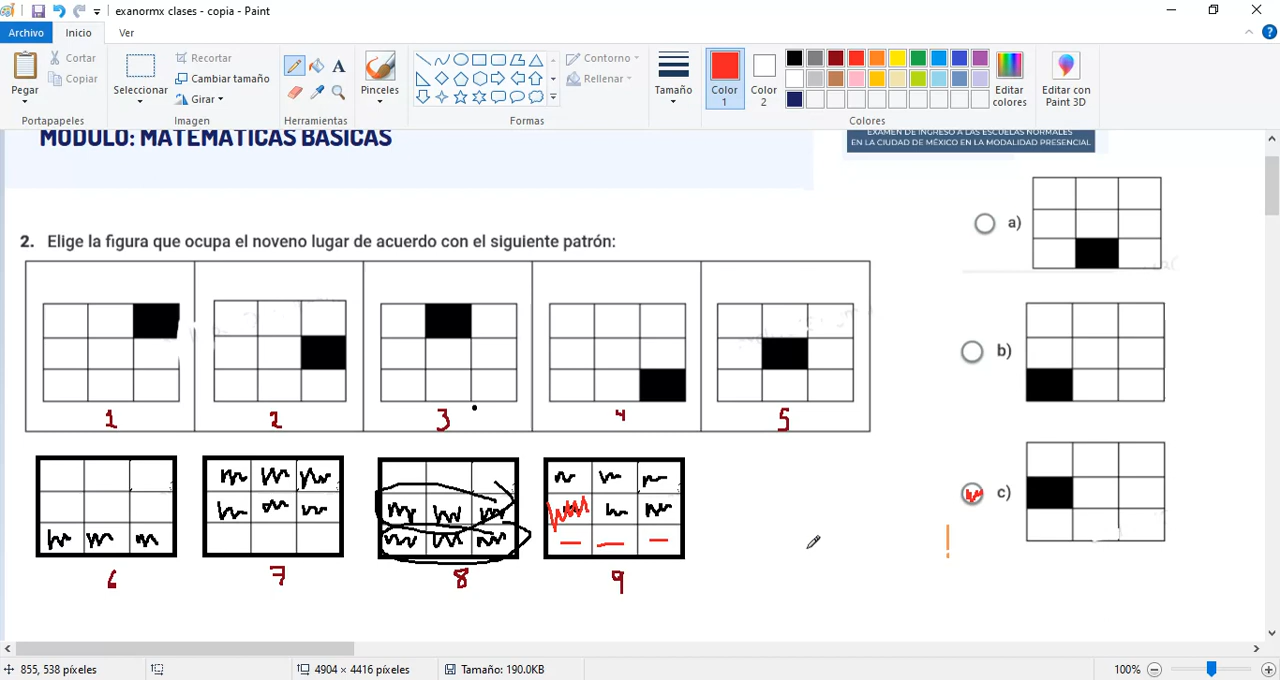 exanormx clases - copia - Paint
Archivo Inicio Ver
Pegar
Cortar
Copiar
Portapapeles
Seleccionar
Recortar
Cambiar tamaño
Girar
Imagen
A
Herramientas
Pinceles
Contorno
Rellenar
Formas
Tamaño
Color
1
Color
2
Editar
colores
Editar con
Paint 3D
Colores
MÓDULO: MATEMÁTICAS BÁSICAS
EXAMEN DE INGRESO A LAS ESCUELAS NORMALES
EN LA CIUDAD DE MÉXICO EN LA MODALIDAD PRESENCIAL
2. Elige la figura que ocupa el noveno lugar de acuerdo con el siguiente patrón:
1 2 3 4 5
6 7 8 9
a)
b)
c)
!
855, 538 píxeles
4904 × 4416 píxeles
Tamaño: 190.0KB
100%